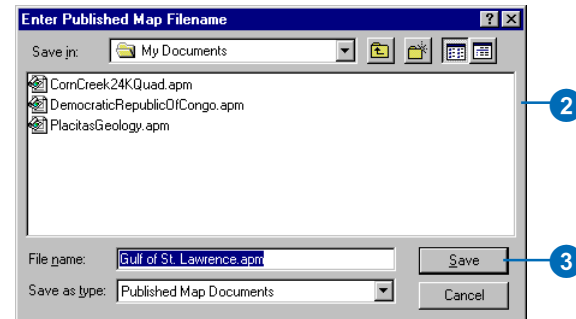 Enter Published Map Filename
Save in: My Documents
CornCreek24KQuad.apm
DemocraticRepublicOfCongo.apm
PlacitasGeology.apm
2
File name: Gulf of St. Lawrence.apm Save
3
Save as type: Published Map Documents Cancel